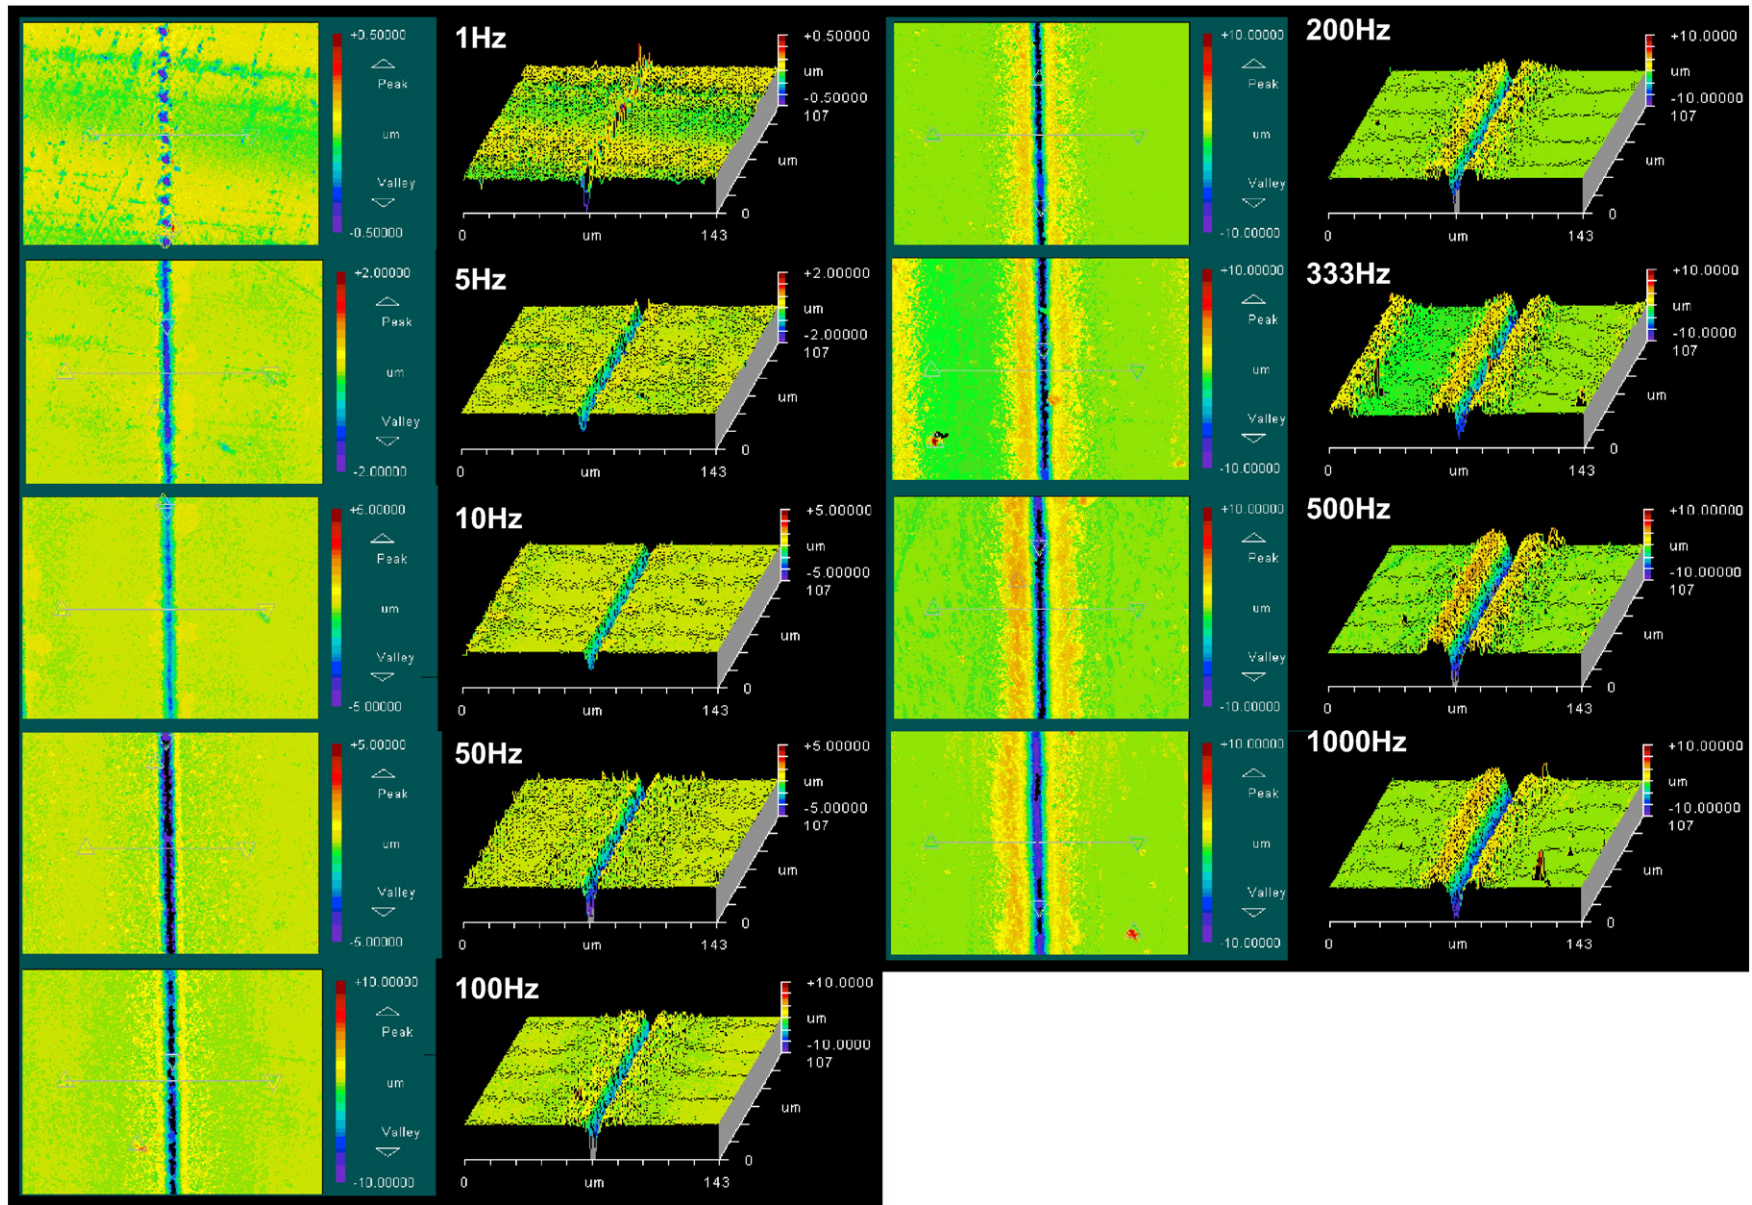 +0.50000
Peak
um
Valley
-0.50000
1Hz
+0.50000
um
-0.50000
107
um
0
0
um
143
+2.00000
Peak
um
Valley
-2.00000
5Hz
+2.00000
um
-2.00000
107
um
0
0
um
143
+5.00000
Peak
um
Valley
-5.00000
10Hz
+5.00000
um
-5.00000
107
um
0
0
um
143
+5.00000
Peak
um
Valley
-5.00000
50Hz
+5.00000
um
-5.00000
107
um
0
0
um
143
+10.00000
Peak
um
Valley
-10.00000
100Hz
+10.0000
um
-10.0000
107
um
0
0
um
143
+10.00000
Peak
um
Valley
-10.00000
200Hz
+10.0000
um
-10.0000
107
um
0
0
um
143
+10.00000
Peak
um
Valley
-10.00000
333Hz
+10.0000
um
-10.0000
107
um
0
0
um
143
+10.00000
Peak
um
Valley
-10.00000
500Hz
+10.0000
um
-10.0000
107
um
0
0
um
143
+10.00000
Peak
um
Valley
-10.00000
1000Hz
+10.0000
um
-10.0000
107
um
0
0
um
143